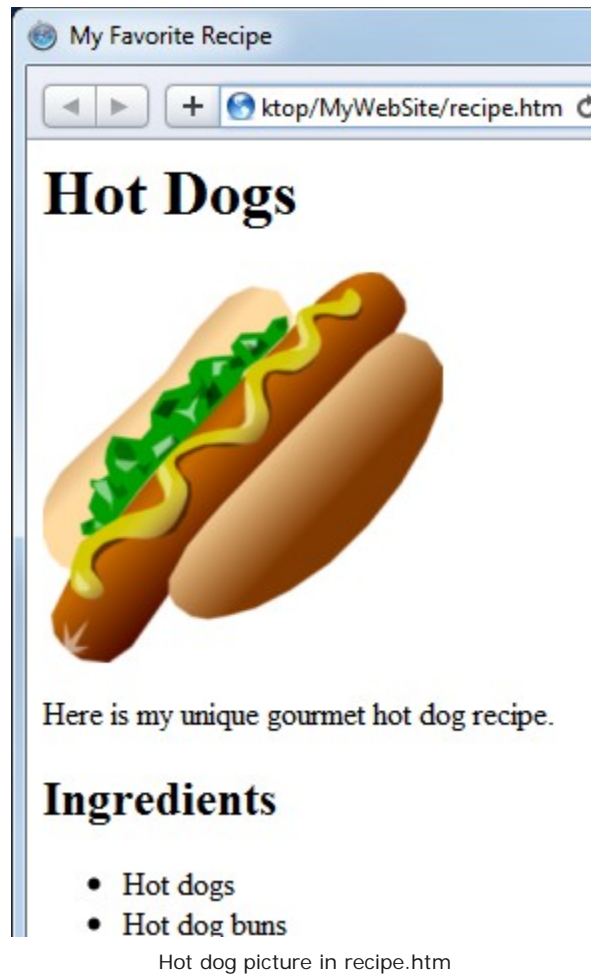 My Favorite Recipe
ktop/MyWebSite/recipe.htm
Hot Dogs
Here is my unique gourmet hot dog recipe.
Ingredients
• Hot dogs
• Hot dog buns
Hot dog picture in recipe.htm